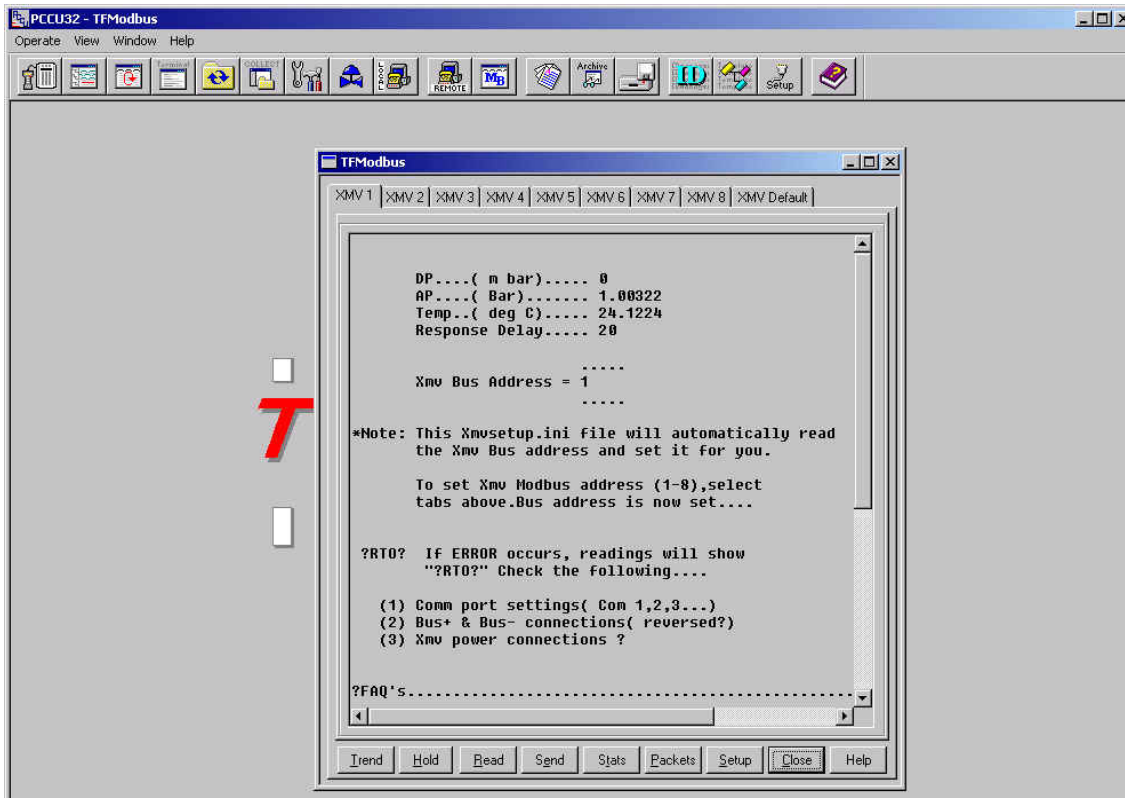 PCCU32 - TFModbus
Operate View Window Help
Terminal
COLLECT
LOCAL
REMOTE
MB
Archive
Setup
TFModbus
XMV 1 XMV 2 XMV 3 XMV 4 XMV 5 XMV 6 XMV 7 XMV 8 XMV Default
DP....( m bar)..... 0
AP....( Bar)....... 1.00322
Temp..( deg C)..... 24.1224
Response Delay..... 20
.....
Xmv Bus Address = 1
.....
*Note: This Xmvsetup.ini file will automatically read
the Xmv Bus address and set it for you.
To set Xmv Modbus address (1-8),select
tabs above.Bus address is now set....
?RTO? If ERROR occurs, readings will show
"?RTO?" Check the following....
(1) Comm port settings( Com 1,2,3...)
(2) Bus+ & Bus- connections( reversed?)
(3) Xmv power connections ?
?FAQ's................................................
T
Trend Hold Read Send Stats Packets Setup Close Help